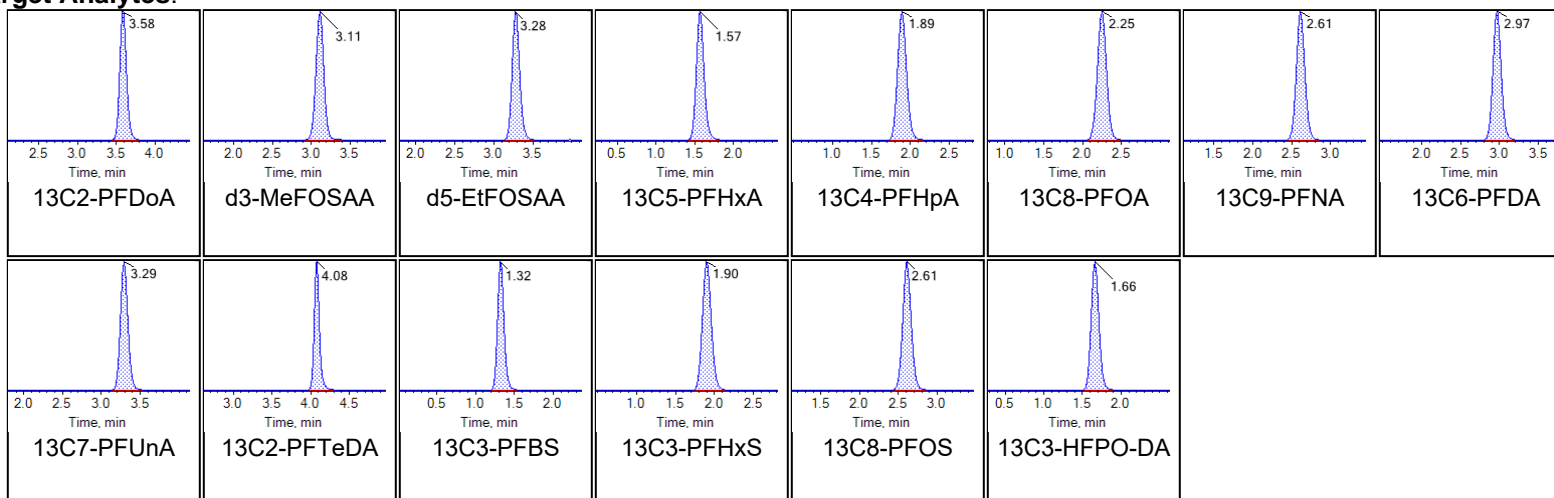 rget Analytes:
3.58 3.11 3.28 1.57 1.89 2.25 2.61 2.97
2.5 3.0 3.5 4.0 2.0 2.5 3.0 3.5 2.0 2.5 3.0 3.5 0.5 1.0 1.5 2.0 1.0 1.5 2.0 2.5 1.0 1.5 2.0 2.5 1.5 2.0 2.5 3.0 2.0 2.5 3.0 3.5
Time, min Time, min Time, min Time, min Time, min Time, min Time, min Time, min
13C2-PFDoA d3-MeFOSAA d5-EtFOSAA 13C5-PFHxA 13C4-PFHpA 13C8-PFOA 13C9-PFNA 13C6-PFDA
3.29 4.08 1.32 1.90 2.61 1.66
2.0 2.5 3.0 3.5 3.0 3.5 4.0 4.5 0.5 1.0 1.5 2.0 1.0 1.5 2.0 2.5 1.5 2.0 2.5 3.0 0.5 1.0 1.5 2.0
Time, min Time, min Time, min Time, min Time, min Time, min
13C7-PFUnA 13C2-PFTeDA 13C3-PFBS 13C3-PFHxS 13C8-PFOS 13C3-HFPO-DA